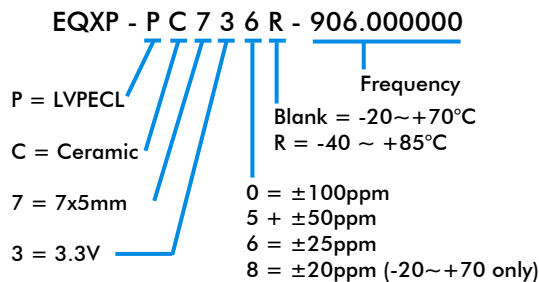 EQXP - P C 7 3 6 R - 906.000000
Frequency
P = LVPECL
Blank = -20~+70°C
R = -40 ~ +85°C
C = Ceramic
7 = 7x5mm
0 = ±100ppm
5 + ±50ppm
6 = ±25ppm
3 = 3.3V
8 = ±20ppm (-20~+70 only)